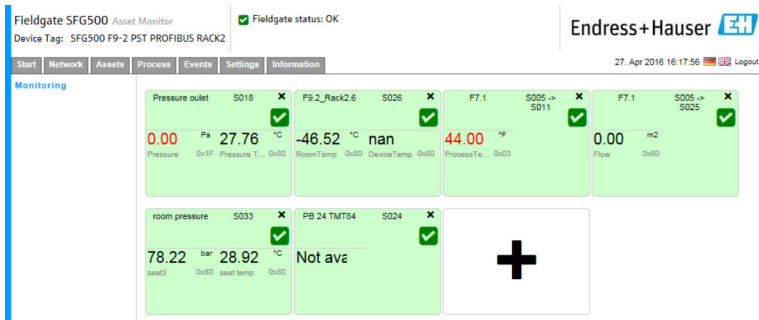 Fieldgate SFG500 Asset Monitor
Device Tag: SFG500 F9-2 PST PROFIBUS RACK2
Fieldgate status: OK
Endress+Hauser EH
Start Network Assets Process Events Settings Information
27. Apr 2016 16:17:56 Logout
Monitoring
Pressure oulet S018 ×
0.00 Pa 27.76 °C
Pressure 0x1F Pressure T... 0x80
F9.2_Rack2.6 S026 ×
-46.52 °C nan
RoomTemp 0x80 DeviceTemp 0x80
F7.1 S005 -> S011 ×
44.00 °F
ProcessTe... 0x03
F7.1 S005 -> S025 ×
0.00 m2
Flow 0x80
room pressure S033 ×
78.22 bar 28.92 °C
seat3 0x80 seat temp 0x80
PB 24 TMT84 S024 ×
Not ava
+